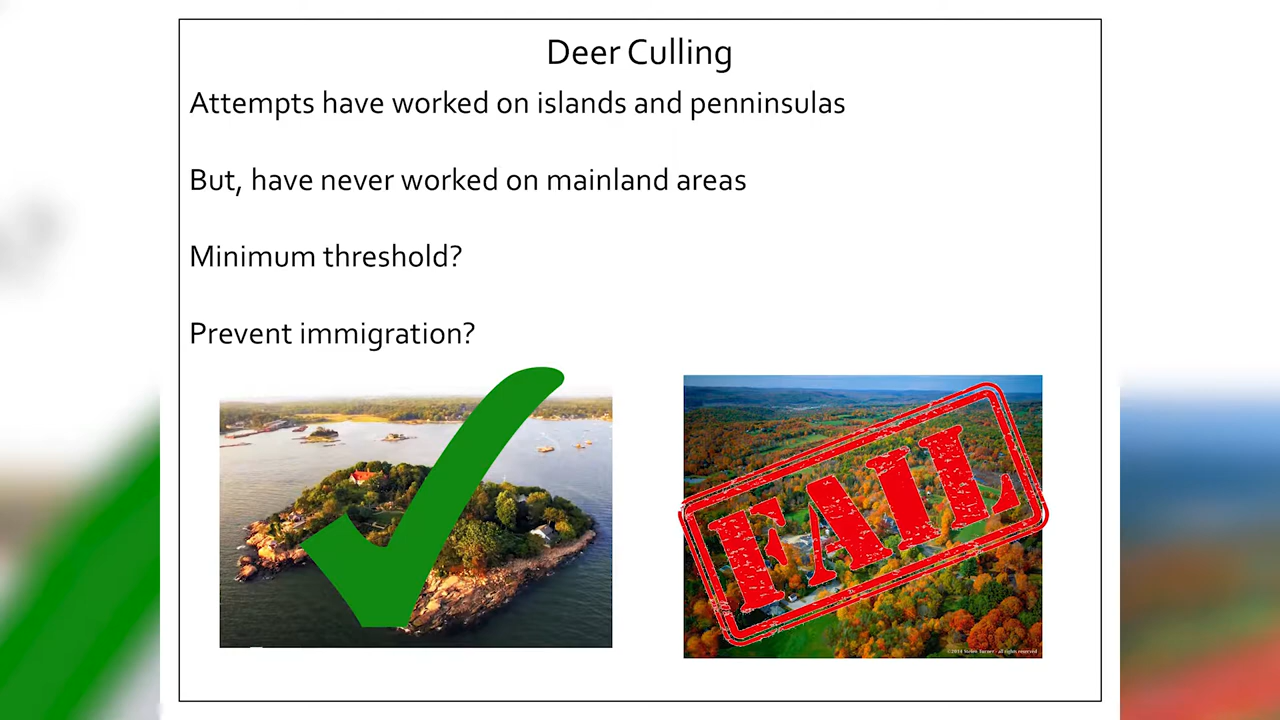 Deer Culling
Attempts have worked on islands and penninsulas
But, have never worked on mainland areas
Minimum threshold?
Prevent immigration?
FAIL